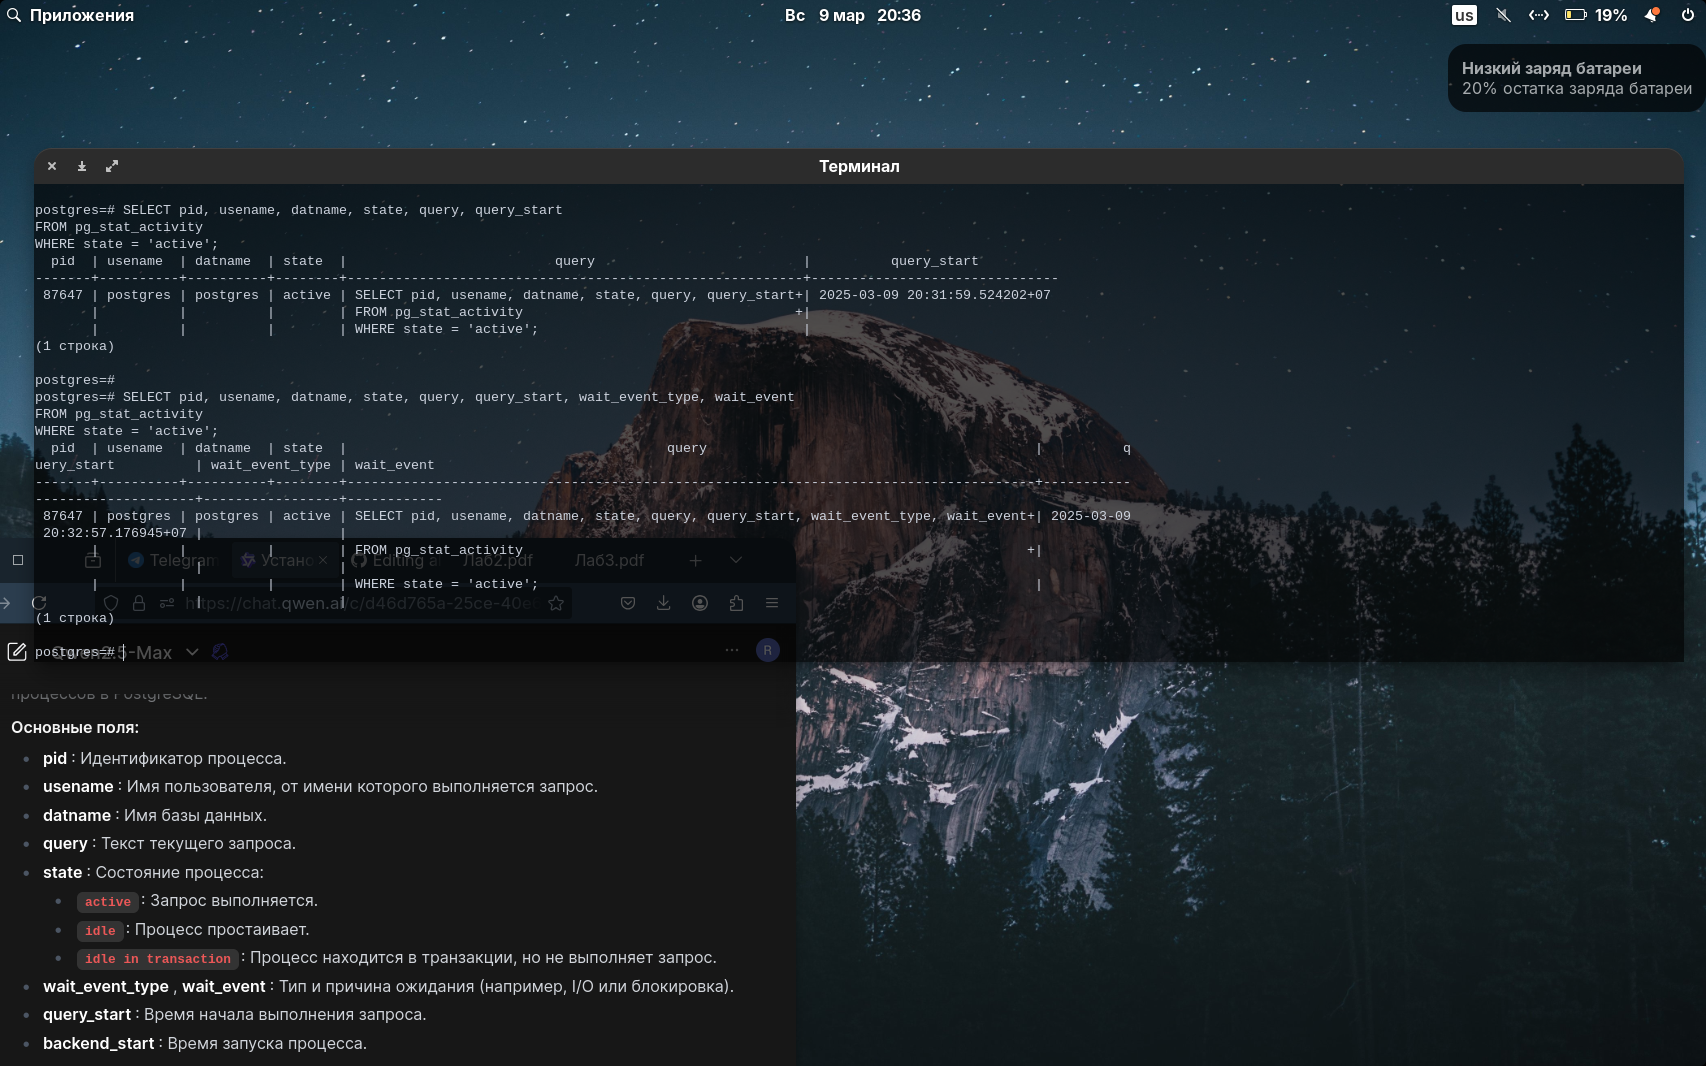 Приложения
Вс 9 мар 20:36
us
19%
Низкий заряд батареи
20% остатка заряда батареи
Терминал
postgres=# SELECT pid, usename, datname, state, query, query_start
FROM pg_stat_activity
WHERE state = 'active';
  pid  | usename  | datname  | state  |                          query                          |          query_start
-------+----------+----------+--------+---------------------------------------------------------+-------------------------------
 87647 | postgres | postgres | active | SELECT pid, usename, datname, state, query, query_start+| 2025-03-09 20:31:59.524202+07
       |          |          |        | FROM pg_stat_activity                                  +|
       |          |          |        | WHERE state = 'active';                                 |
(1 строка)
postgres=#
postgres=# SELECT pid, usename, datname, state, query, query_start, wait_event_type, wait_event
FROM pg_stat_activity
WHERE state = 'active';
  pid  | usename  | datname  | state  |                                        query                                         |          q
uery_start          | wait_event_type | wait_event
-------+----------+----------+--------+--------------------------------------------------------------------------------------+-----------
--------------------+-----------------+------------
 87647 | postgres | postgres | active | SELECT pid, usename, datname, state, query, query_start, wait_event_type, wait_event+| 2025-03-09
 20:32:57.176945+07 |                 |
       |          |          |        | FROM pg_stat_activity                                                               +|
                    |                 |
       |          |          |        | WHERE state = 'active';                                                              |
                    |                 |
(1 строка)
postgres=#
Telegram Устано Editing a Лаб2.pdf Лаб3.pdf
https://chat.qwen.ai/c/d46d765a-25ce-40e
Qwen2.5-Max
R
процессов в PostgreSQL.
Основные поля:
pid : Идентификатор процесса.
usename : Имя пользователя, от имени которого выполняется запрос.
datname : Имя базы данных.
query : Текст текущего запроса.
state : Состояние процесса:
active : Запрос выполняется.
idle : Процесс простаивает.
idle in transaction : Процесс находится в транзакции, но не выполняет запрос.
wait_event_type , wait_event : Тип и причина ожидания (например, I/O или блокировка).
query_start : Время начала выполнения запроса.
backend_start : Время запуска процесса.